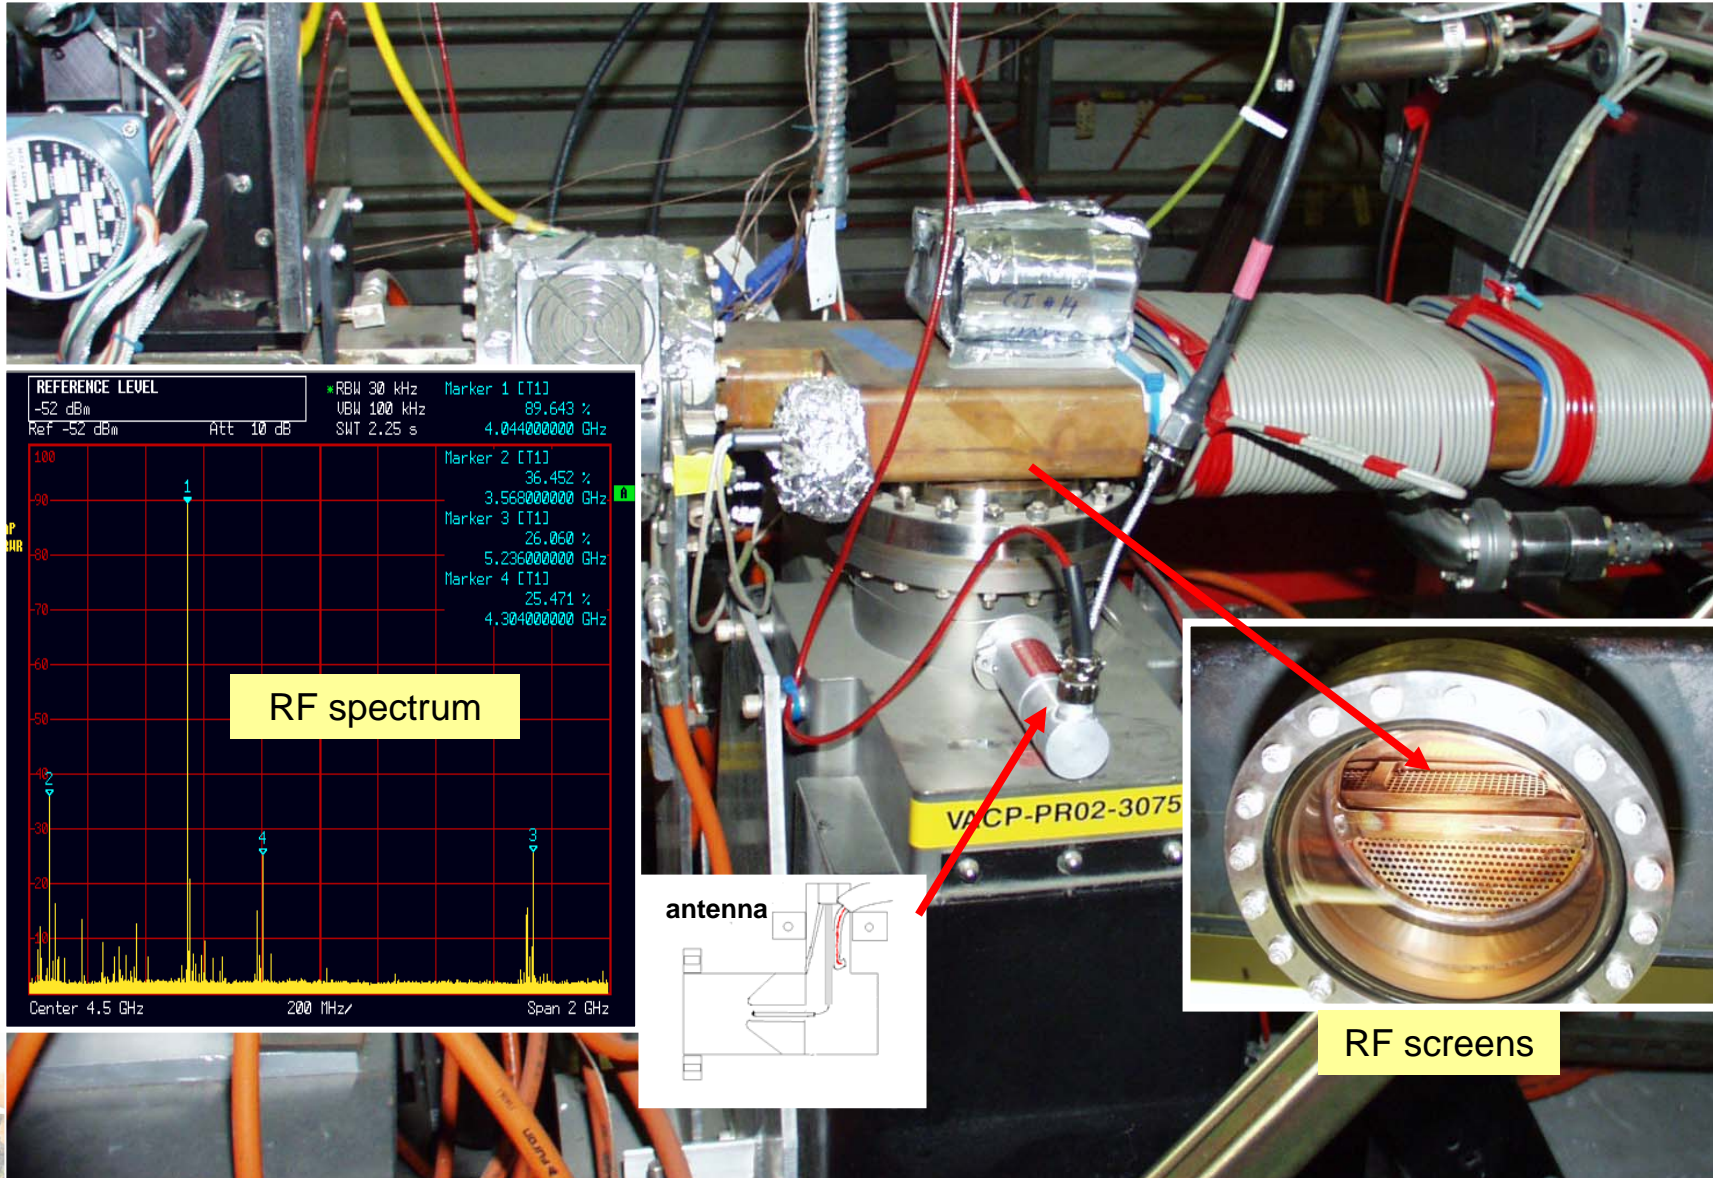 REFERENCE LEVEL
-52 dBm
Ref -52 dBm
Att 10 dB
*RBW 30 kHz
VBW 100 kHz
SWT 2.25 s
Marker 1 [T1]
89.643 %
4.044000000 GHz
Marker 2 [T1]
36.452 %
3.568000000 GHz
Marker 3 [T1]
26.060 %
5.236000000 GHz
Marker 4 [T1]
25.471 %
4.304000000 GHz
A
100
90
80
70
60
50
40
30
20
10
1
2
3
4
RF spectrum
Center 4.5 GHz
200 MHz/
Span 2 GHz
C.I #14
antenna
VACP-PR02-3075
RF screens
Furon